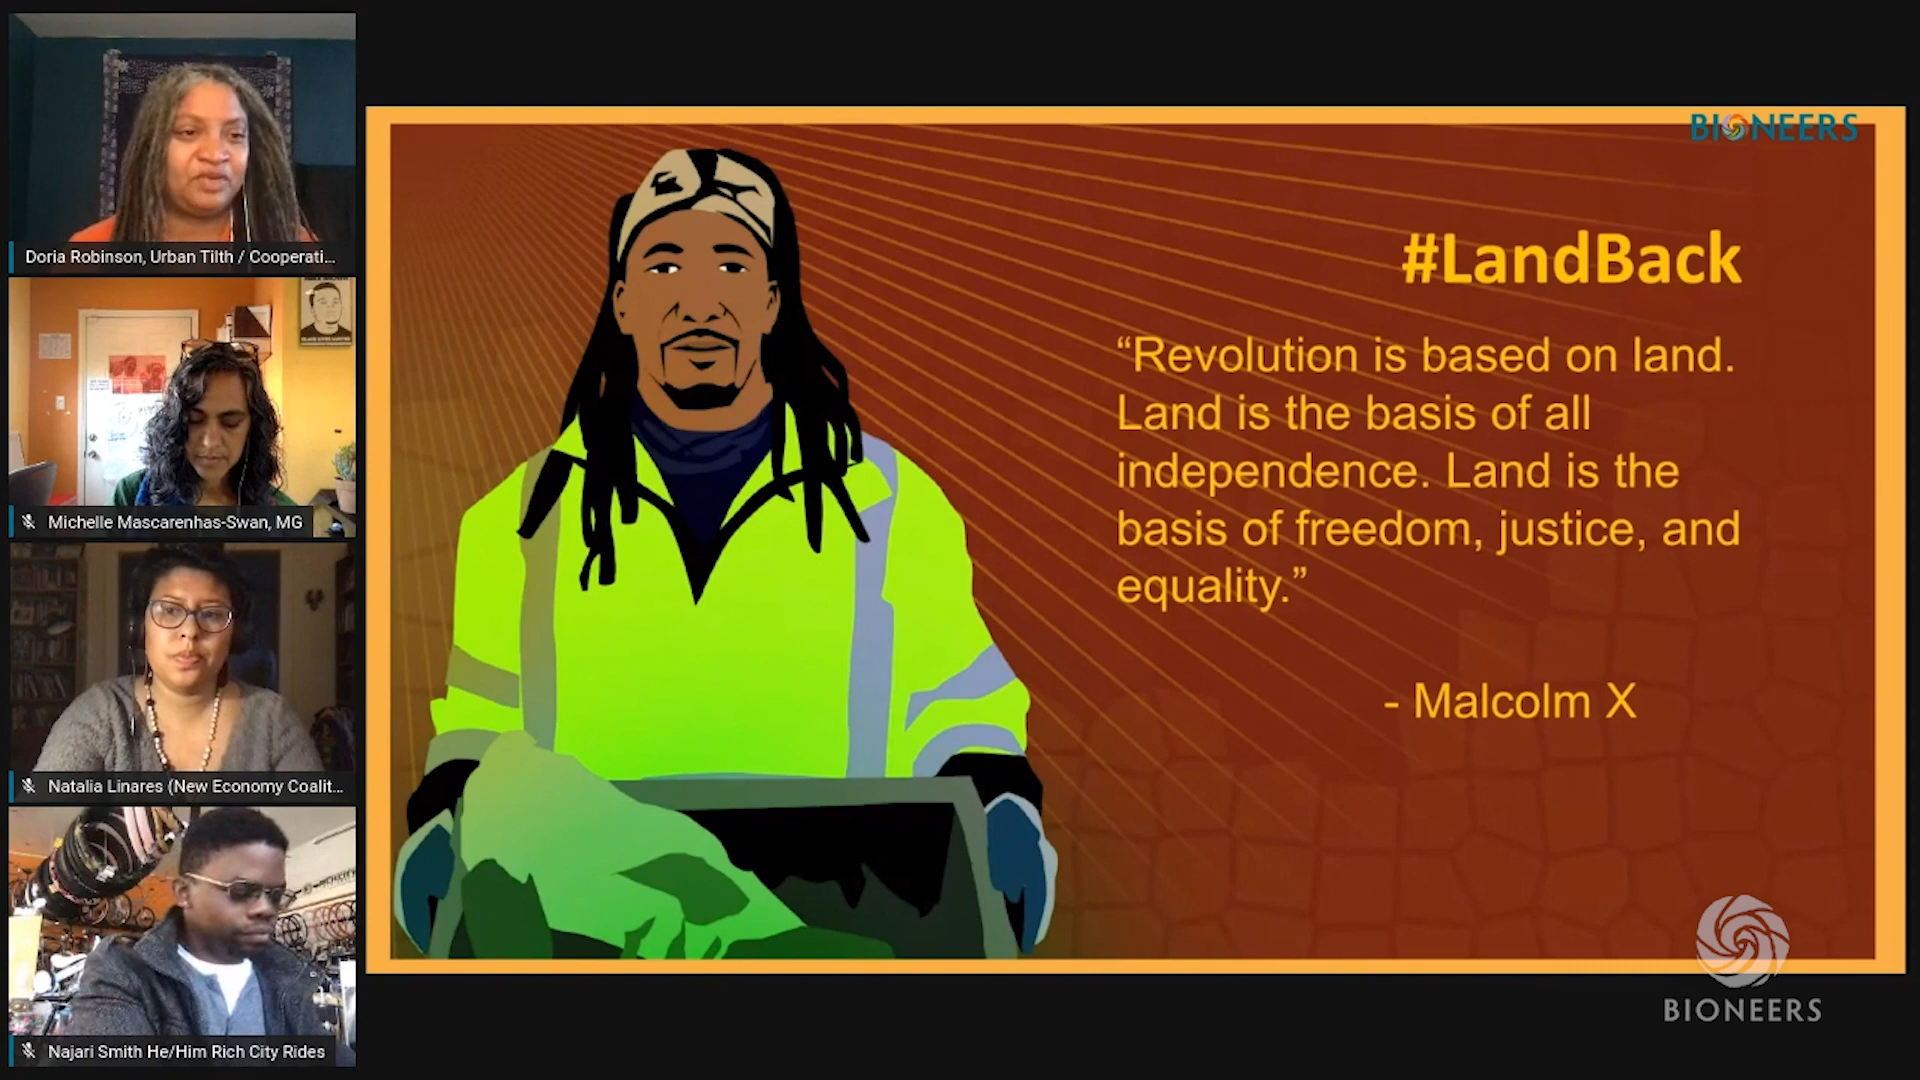 Doria Robinson, Urban Tilth / Cooperati...
Michelle Mascarenhas-Swan, MG
Natalia Linares (New Economy Coalit...
Najari Smith He/Him Rich City Rides
BIONEERS
#LandBack
“Revolution is based on land.
Land is the basis of all
independence. Land is the
basis of freedom, justice, and
equality.”
- Malcolm X
BIONEERS